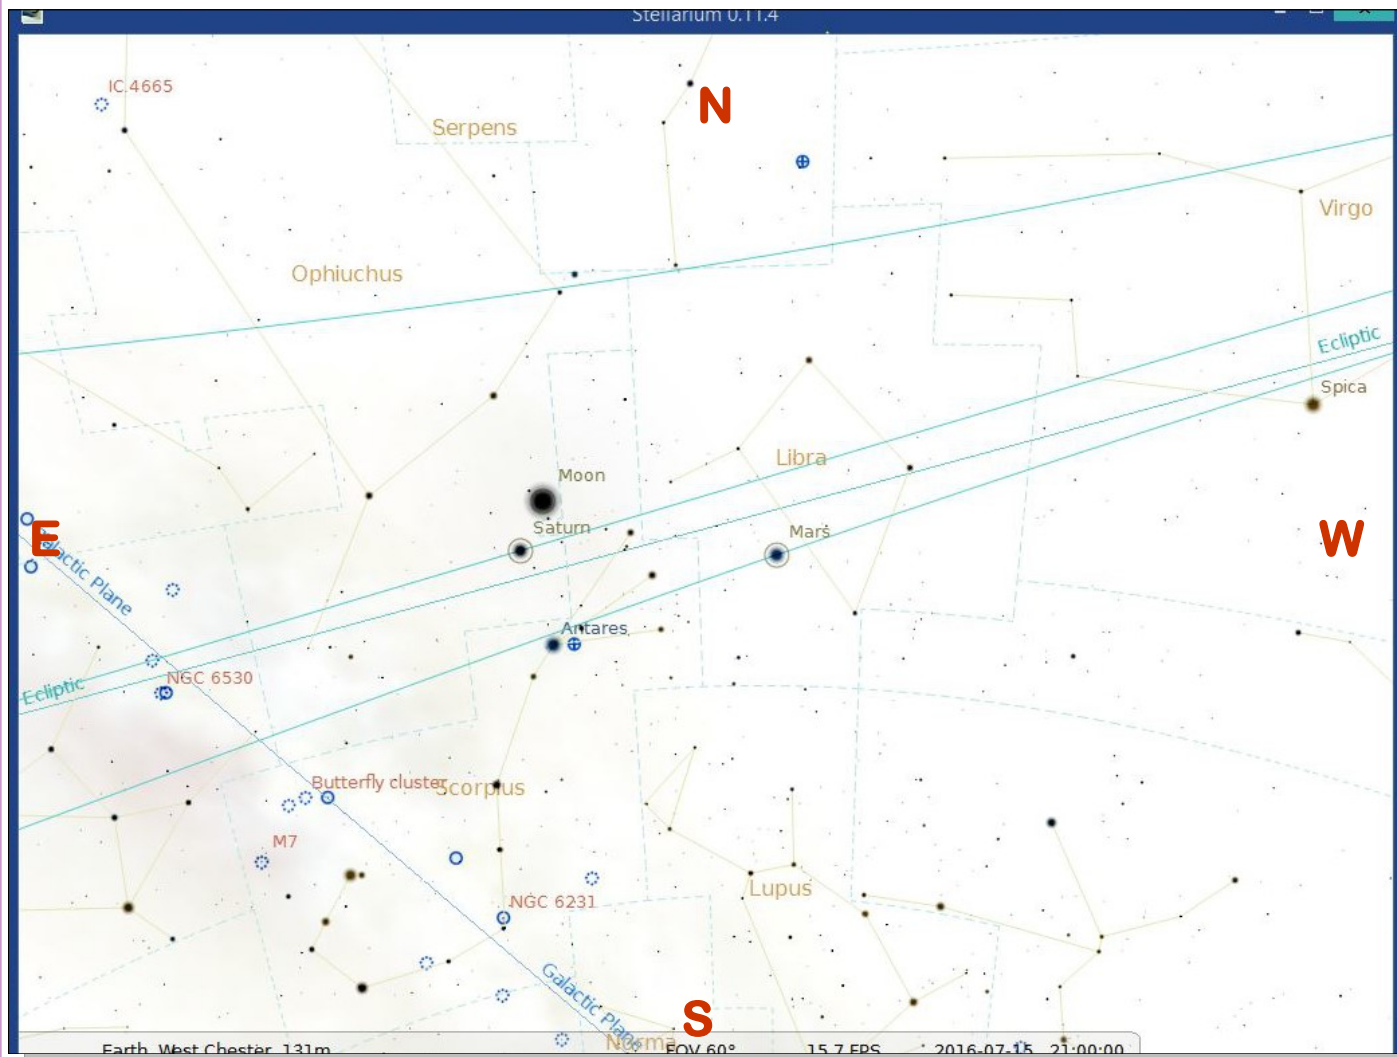 Stellarium 0.11.4
IC 4665
N
Serpens
Virgo
Ophiuchus
Ecliptic
Spica
Libra
Moon
Saturn
Mars
E
W
Galactic Plane
Antares
NGC 6530
Ecliptic
Butterfly cluster
Scorpius
M7
Lupus
NGC 6231
Galactic Plane
S
Norma
Earth, West Chester, 131m FOV 60° 15.7 FPS 2016-07-15 21:00:00